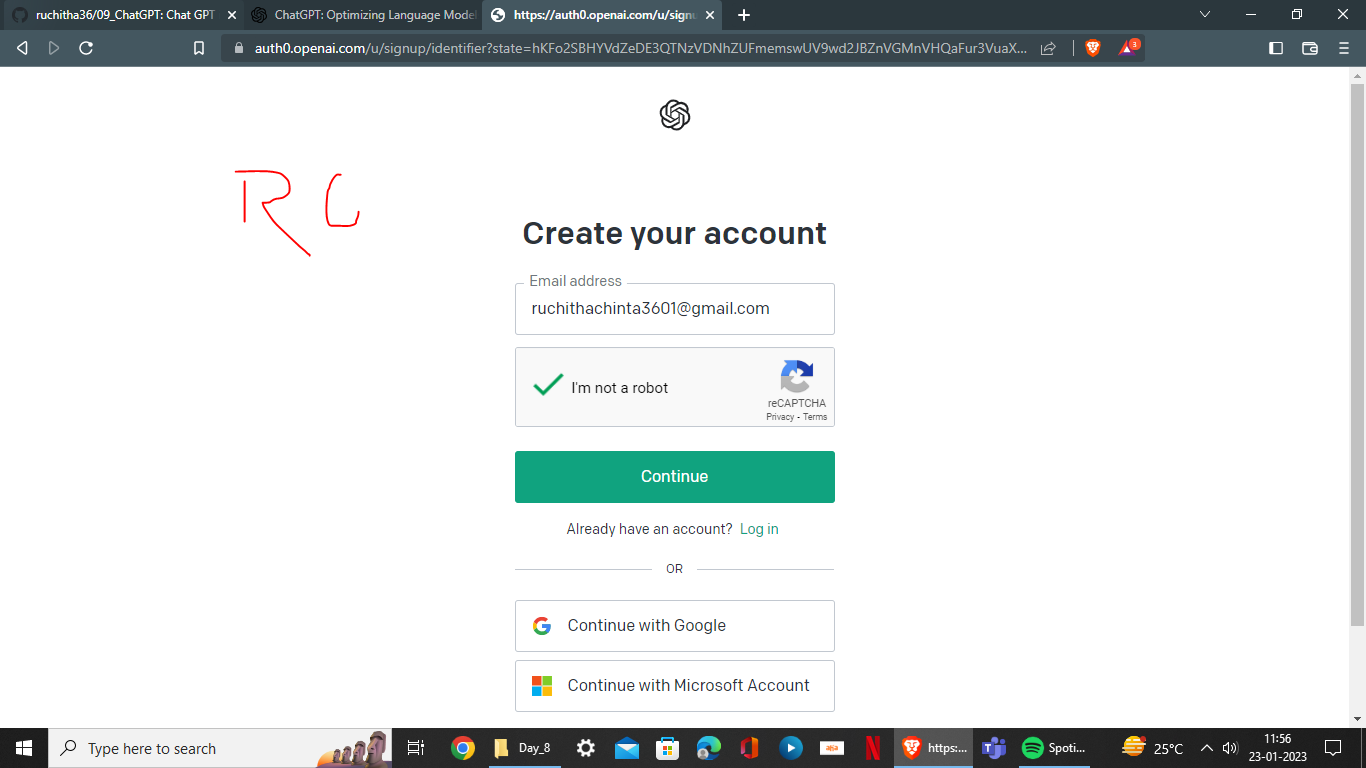 ruchitha36/09_ChatGPT: Chat GPT
ChatGPT: Optimizing Language Model
https://auth0.openai.com/u/signu
auth0.openai.com/u/signup/identifier?state=hKFo2SBHYVdZeDE3QTNzVDNhZUFmemswUV9wd2JBZnVGMnVHQaFur3VuaX...
3
R C
Create your account
Email address
ruchithachinta3601@gmail.com
I'm not a robot
reCAPTCHA
Privacy - Terms
Continue
Already have an account? Log in
OR
Continue with Google
Continue with Microsoft Account
Type here to search
Day_8
https:...
Spoti...
25°C
11:56
23-01-2023